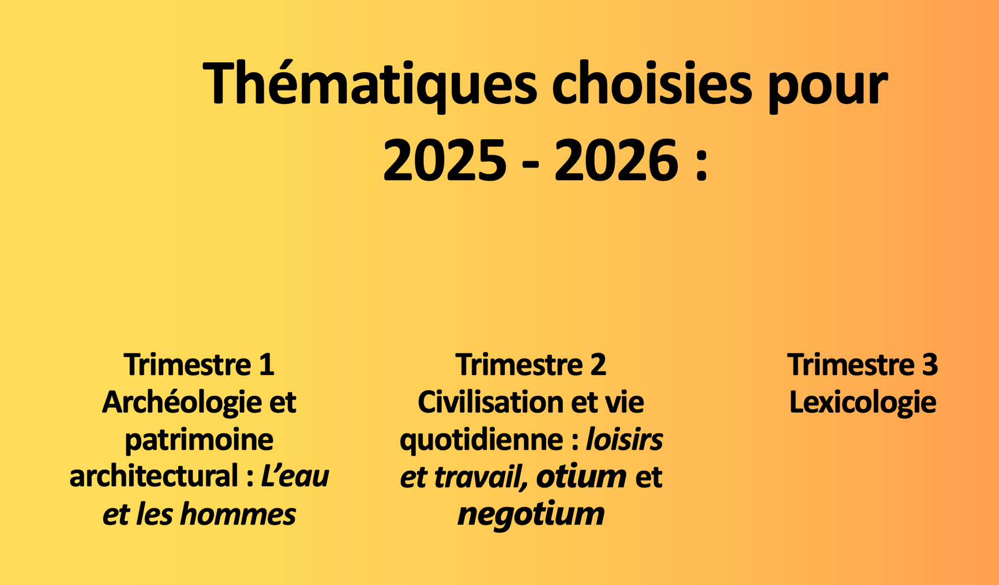 Thématiques choisies pour
2025 - 2026 :
Trimestre 1
Archéologie et
patrimoine
architectural : L’eau
et les hommes
Trimestre 2
Civilisation et vie
quotidienne : loisirs
et travail, otium et
negotium
Trimestre 3
Lexicologie